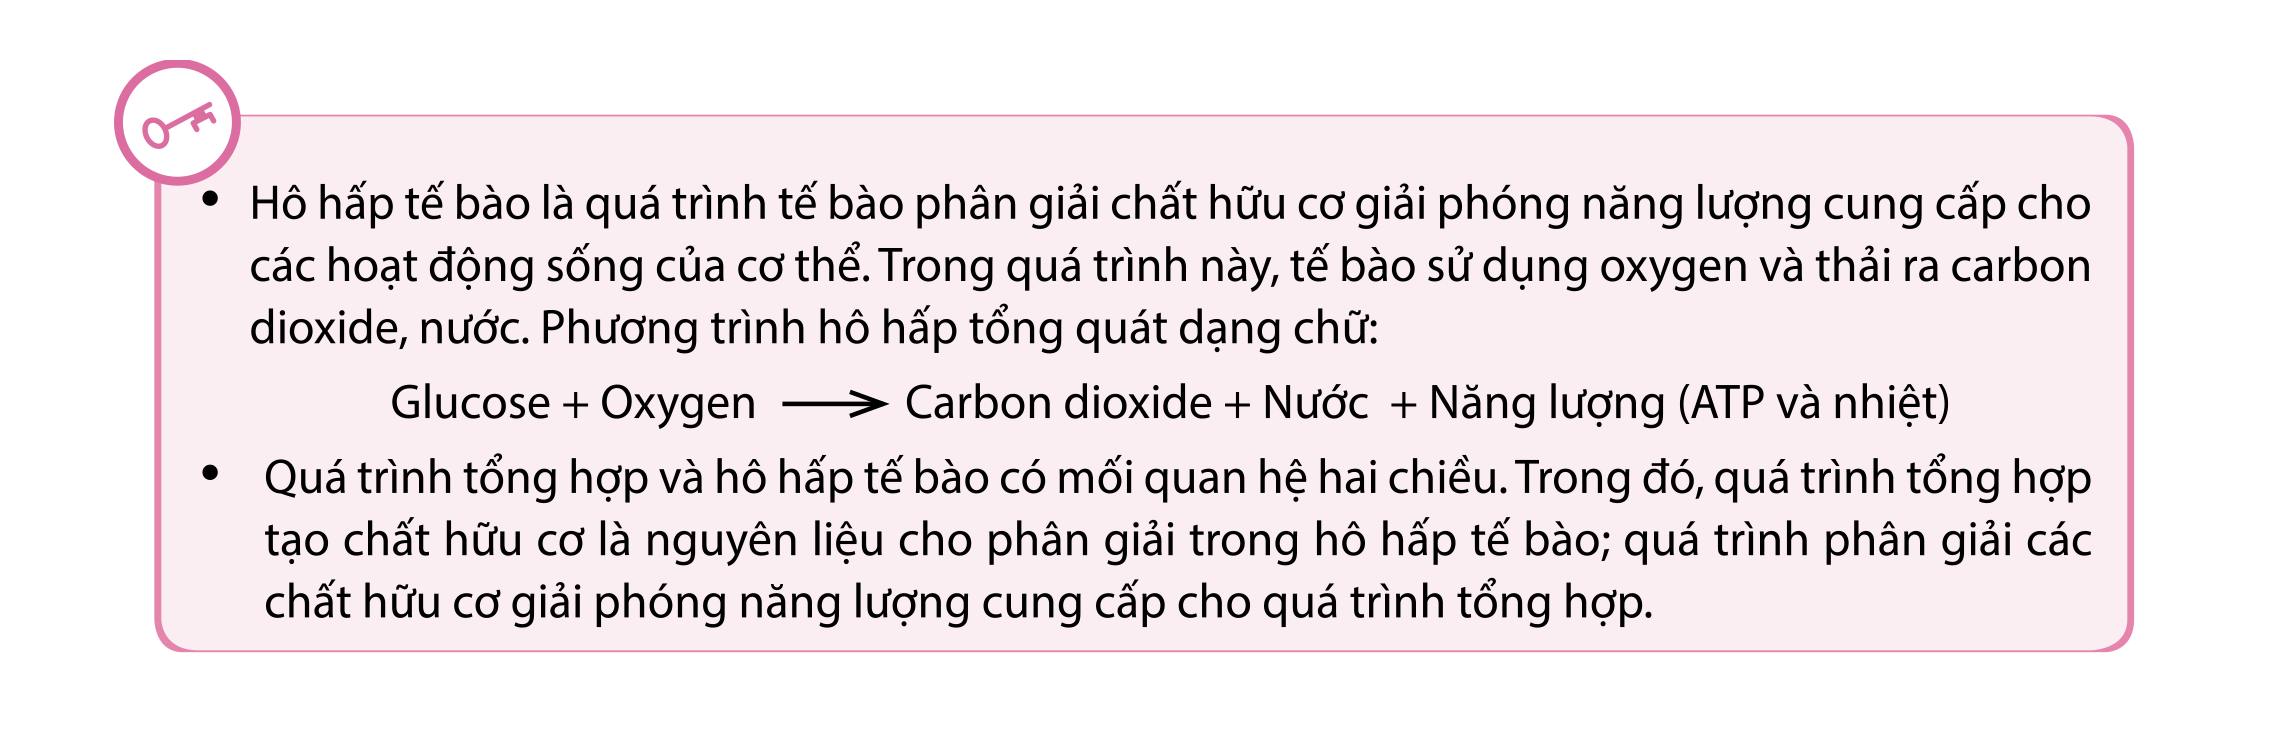 • Hô hấp tế bào là quá trình tế bào phân giải chất hữu cơ giải phóng năng lượng cung cấp cho
các hoạt động sống của cơ thể. Trong quá trình này, tế bào sử dụng oxygen và thải ra carbon
dioxide, nước. Phương trình hô hấp tổng quát dạng chữ:
Glucose + Oxygen ⟶ Carbon dioxide + Nước + Năng lượng (ATP và nhiệt)
• Quá trình tổng hợp và hô hấp tế bào có mối quan hệ hai chiều. Trong đó, quá trình tổng hợp
tạo chất hữu cơ là nguyên liệu cho phân giải trong hô hấp tế bào; quá trình phân giải các
chất hữu cơ giải phóng năng lượng cung cấp cho quá trình tổng hợp.